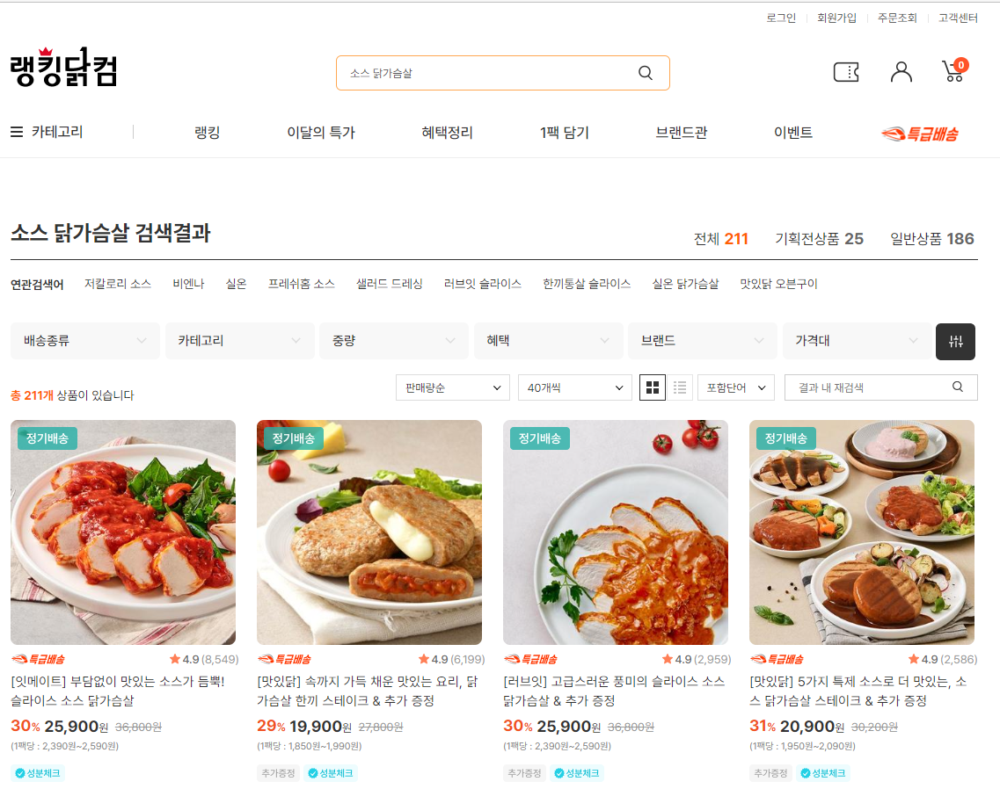 로그인 회원가입 주문조회 고객센터
랭킹닭컴
소스 닭가슴살
0
카테고리 랭킹 이달의 특가 혜택정리 1팩 담기 브랜드관 이벤트 특급배송
소스 닭가슴살 검색결과
전체 211 기획전상품 25 일반상품 186
연관검색어 저칼로리 소스 비엔나 실온 프레쉬홈 소스 샐러드 드레싱 러브잇 슬라이스 한끼통살 슬라이스 실온 닭가슴살 맛있닭 오븐구이
배송종류 카테고리 중량 혜택 브랜드 가격대
총 211개 상품이 있습니다
판매량순 40개씩 포함단어 결과 내 재검색
정기배송
특급배송 4.9 (8,549)
[잇메이트] 부담없이 맛있는 소스가 듬뿍!
슬라이스 소스 닭가슴살
30% 25,900원 36,800원
(1팩당 : 2,390원~2,590원)
성분체크
정기배송
특급배송 4.9 (6,199)
[맛있닭] 속까지 가득 채운 맛있는 요리, 닭
가슴살 한끼 스테이크 & 추가 증정
29% 19,900원 27,800원
(1팩당 : 1,850원~1,990원)
추가증정 성분체크
정기배송
특급배송 4.9 (2,959)
[러브잇] 고급스러운 풍미의 슬라이스 소스
닭가슴살 & 추가 증정
30% 25,900원 36,800원
(1팩당 : 2,390원~2,590원)
추가증정 성분체크
정기배송
특급배송 4.9 (2,586)
[맛있닭] 5가지 특제 소스로 더 맛있는, 소
스 닭가슴살 스테이크 & 추가 증정
31% 20,900원 30,200원
(1팩당 : 1,950원~2,090원)
추가증정 성분체크